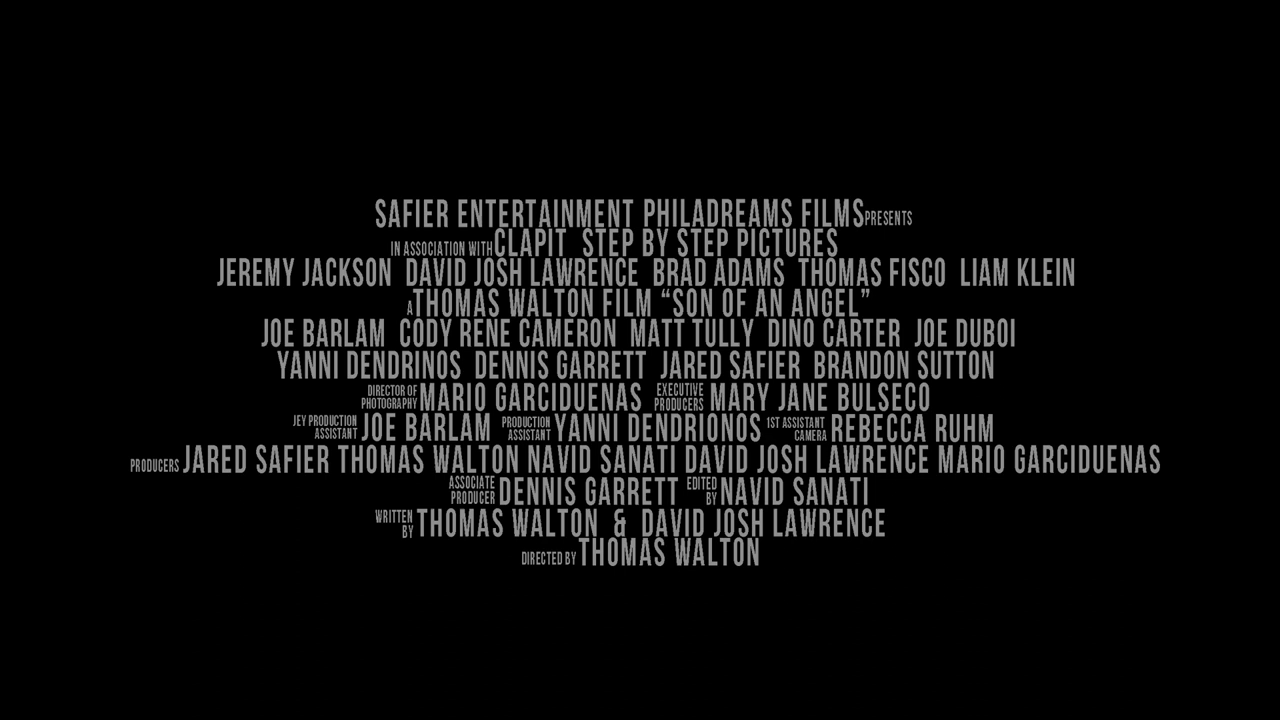 SAFIER ENTERTAINMENT PHILADREAMS FILMS PRESENTS
IN ASSOCIATION WITH CLAPIT STEP BY STEP PICTURES
JEREMY JACKSON DAVID JOSH LAWRENCE BRAD ADAMS THOMAS FISCO LIAM KLEIN
A THOMAS WALTON FILM “SON OF AN ANGEL”
JOE BARLAM CODY RENE CAMERON MATT TULLY DINO CARTER JOE DUBOI
YANNI DENDRINOS DENNIS GARRETT JARED SAFIER BRANDON SUTTON
DIRECTOR OF PHOTOGRAPHY MARIO GARCIDUENAS EXECUTIVE PRODUCERS MARY JANE BULSECO
JEY PRODUCTION ASSISTANT JOE BARLAM PRODUCTION ASSISTANT YANNI DENDRIONOS 1ST ASSISTANT CAMERA REBECCA RUHM
PRODUCERS JARED SAFIER THOMAS WALTON NAVID SANATI DAVID JOSH LAWRENCE MARIO GARCIDUENAS
ASSOCIATE PRODUCER DENNIS GARRETT EDITED BY NAVID SANATI
WRITTEN BY THOMAS WALTON & DAVID JOSH LAWRENCE
DIRECTED BY THOMAS WALTON